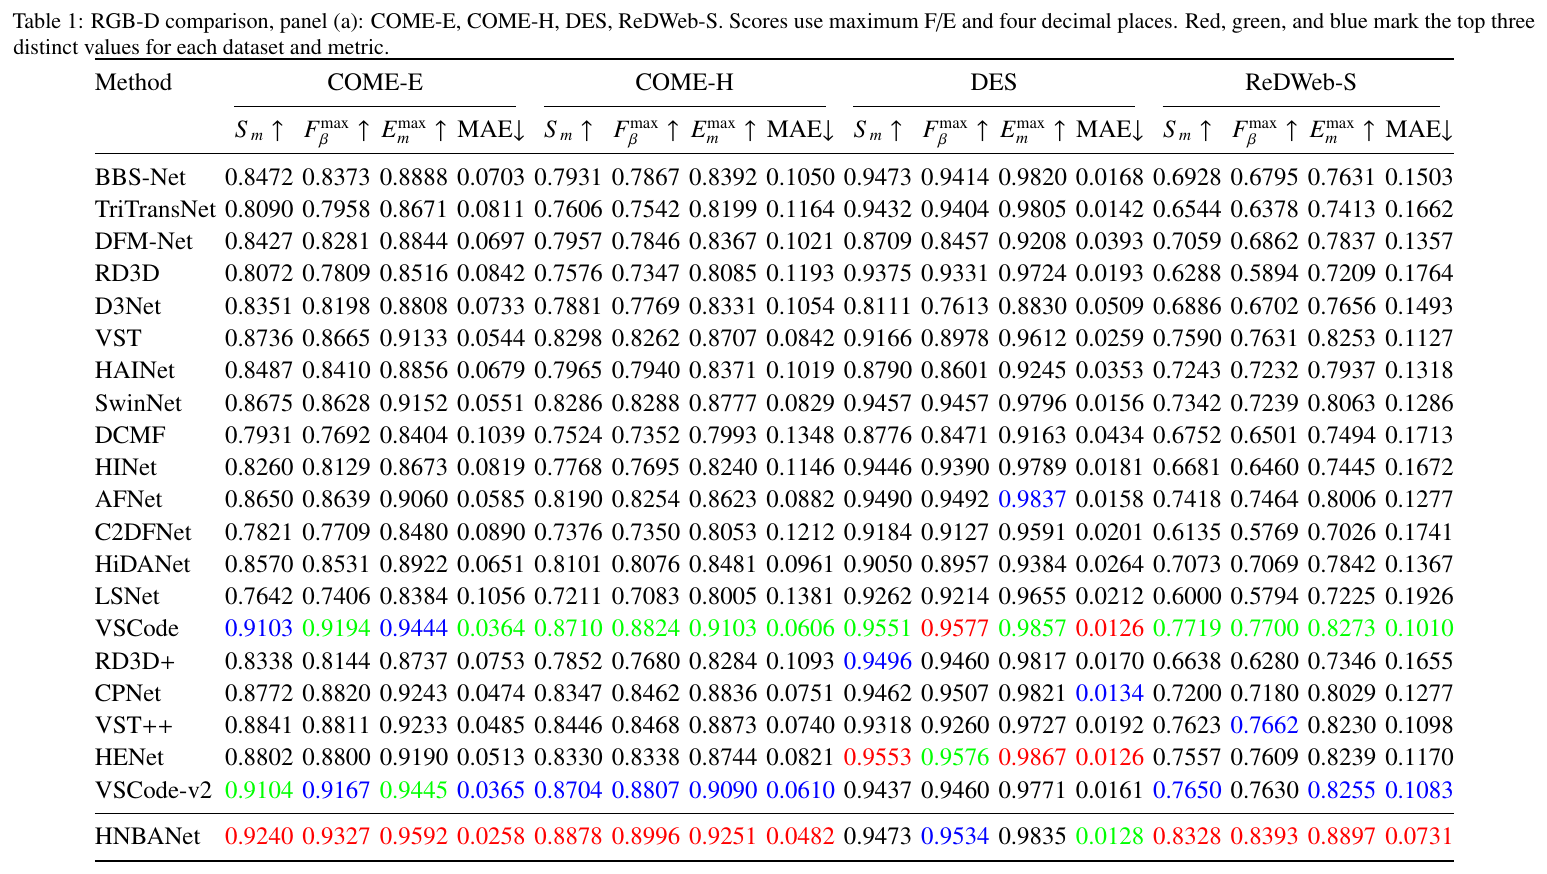 Table 1: RGB-D comparison, panel (a): COME-E, COME-H, DES, ReDWeb-S. Scores use maximum F/E and four decimal places. Red, green, and blue mark the top three
distinct values for each dataset and metric.
Method COME-E COME-H DES ReDWeb-S
S m ↑ F β max ↑ E m max ↑ MAE↓ S m ↑ F β max ↑ E m max ↑ MAE↓ S m ↑ F β max ↑ E m max ↑ MAE↓ S m ↑ F β max ↑ E m max ↑ MAE↓
BBS-Net 0.8472 0.8373 0.8888 0.0703 0.7931 0.7867 0.8392 0.1050 0.9473 0.9414 0.9820 0.0168 0.6928 0.6795 0.7631 0.1503
TriTransNet 0.8090 0.7958 0.8671 0.0811 0.7606 0.7542 0.8199 0.1164 0.9432 0.9404 0.9805 0.0142 0.6544 0.6378 0.7413 0.1662
DFM-Net 0.8427 0.8281 0.8844 0.0697 0.7957 0.7846 0.8367 0.1021 0.8709 0.8457 0.9208 0.0393 0.7059 0.6862 0.7837 0.1357
RD3D 0.8072 0.7809 0.8516 0.0842 0.7576 0.7347 0.8085 0.1193 0.9375 0.9331 0.9724 0.0193 0.6288 0.5894 0.7209 0.1764
D3Net 0.8351 0.8198 0.8808 0.0733 0.7881 0.7769 0.8331 0.1054 0.8111 0.7613 0.8830 0.0509 0.6886 0.6702 0.7656 0.1493
VST 0.8736 0.8665 0.9133 0.0544 0.8298 0.8262 0.8707 0.0842 0.9166 0.8978 0.9612 0.0259 0.7590 0.7631 0.8253 0.1127
HAINet 0.8487 0.8410 0.8856 0.0679 0.7965 0.7940 0.8371 0.1019 0.8790 0.8601 0.9245 0.0353 0.7243 0.7232 0.7937 0.1318
SwinNet 0.8675 0.8628 0.9152 0.0551 0.8286 0.8288 0.8777 0.0829 0.9457 0.9457 0.9796 0.0156 0.7342 0.7239 0.8063 0.1286
DCMF 0.7931 0.7692 0.8404 0.1039 0.7524 0.7352 0.7993 0.1348 0.8776 0.8471 0.9163 0.0434 0.6752 0.6501 0.7494 0.1713
HINet 0.8260 0.8129 0.8673 0.0819 0.7768 0.7695 0.8240 0.1146 0.9446 0.9390 0.9789 0.0181 0.6681 0.6460 0.7445 0.1672
AFNet 0.8650 0.8639 0.9060 0.0585 0.8190 0.8254 0.8623 0.0882 0.9490 0.9492 0.9837 0.0158 0.7418 0.7464 0.8006 0.1277
C2DFNet 0.7821 0.7709 0.8480 0.0890 0.7376 0.7350 0.8053 0.1212 0.9184 0.9127 0.9591 0.0201 0.6135 0.5769 0.7026 0.1741
HiDANet 0.8570 0.8531 0.8922 0.0651 0.8101 0.8076 0.8481 0.0961 0.9050 0.8957 0.9384 0.0264 0.7073 0.7069 0.7842 0.1367
LSNet 0.7642 0.7406 0.8384 0.1056 0.7211 0.7083 0.8005 0.1381 0.9262 0.9214 0.9655 0.0212 0.6000 0.5794 0.7225 0.1926
VSCode 0.9103 0.9194 0.9444 0.0364 0.8710 0.8824 0.9103 0.0606 0.9551 0.9577 0.9857 0.0126 0.7719 0.7700 0.8273 0.1010
RD3D+ 0.8338 0.8144 0.8737 0.0753 0.7852 0.7680 0.8284 0.1093 0.9496 0.9460 0.9817 0.0170 0.6638 0.6280 0.7346 0.1655
CPNet 0.8772 0.8820 0.9243 0.0474 0.8347 0.8462 0.8836 0.0751 0.9462 0.9507 0.9821 0.0134 0.7200 0.7180 0.8029 0.1277
VST++ 0.8841 0.8811 0.9233 0.0485 0.8446 0.8468 0.8873 0.0740 0.9318 0.9260 0.9727 0.0192 0.7623 0.7662 0.8230 0.1098
HENet 0.8802 0.8800 0.9190 0.0513 0.8330 0.8338 0.8744 0.0821 0.9553 0.9576 0.9867 0.0126 0.7557 0.7609 0.8239 0.1170
VSCode-v2 0.9104 0.9167 0.9445 0.0365 0.8704 0.8807 0.9090 0.0610 0.9437 0.9460 0.9771 0.0161 0.7650 0.7630 0.8255 0.1083
HNBANet 0.9240 0.9327 0.9592 0.0258 0.8878 0.8996 0.9251 0.0482 0.9473 0.9534 0.9835 0.0128 0.8328 0.8393 0.8897 0.0731